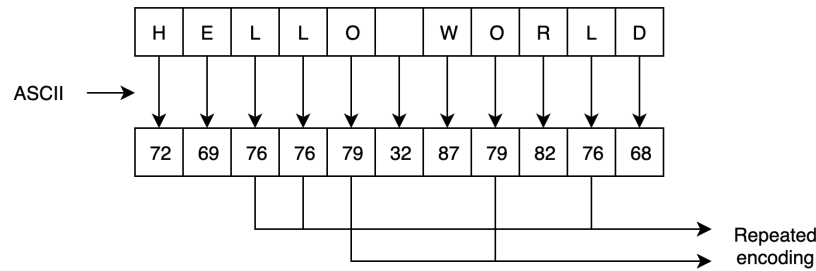 H E L L O W O R L D
ASCII
72 69 76 76 79 32 87 79 82 76 68
Repeated
encoding